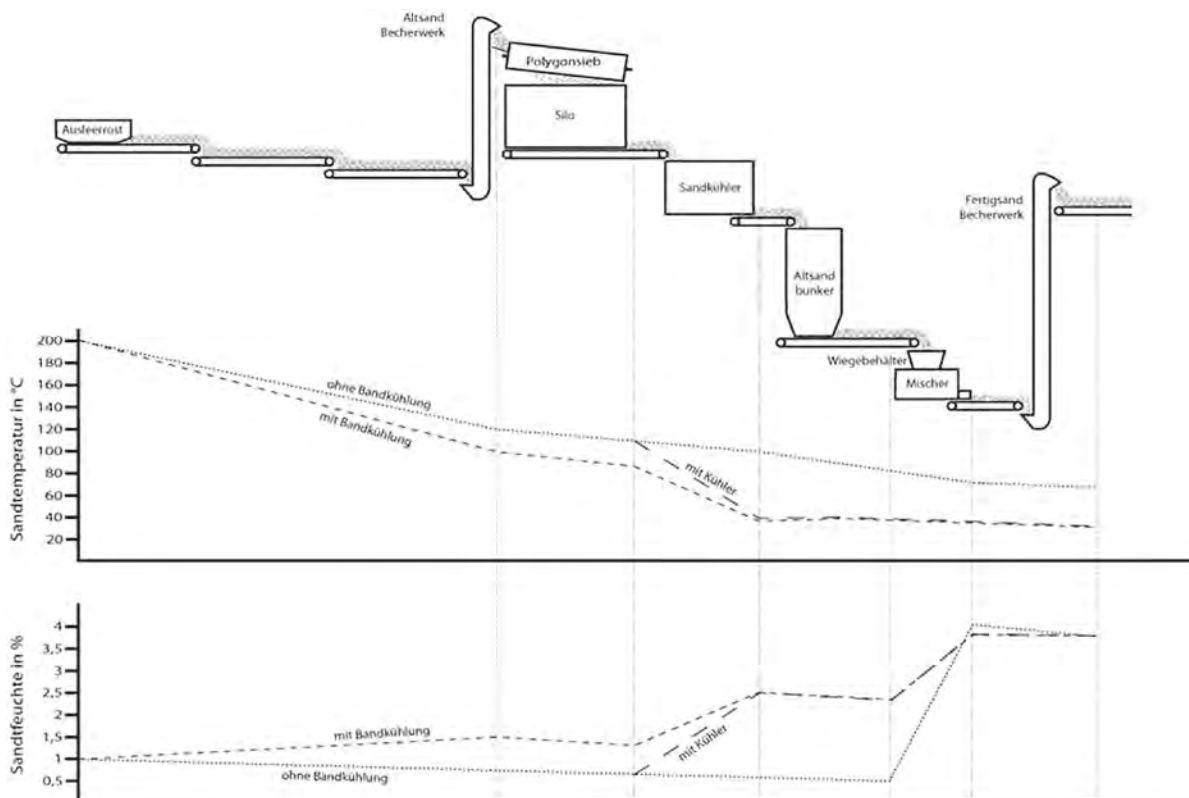 Altsand
Becherwerk
Polygonsieb
Ausleerrost
Silo
Sandkühler
Fertigsand
Becherwerk
Altsand
bunker
Wiegebehälter
Mischer
Sandtemperatur in °C
200
180
160
140
120
100
80
60
40
20
ohne Bandkühlung
mit Bandkühlung
mit Kühler
Sandtfeuchte in %
4
3,5
3
2,5
2
1,5
1
0,5
mit Bandkühlung
ohne Bandkühlung
mit Kühler